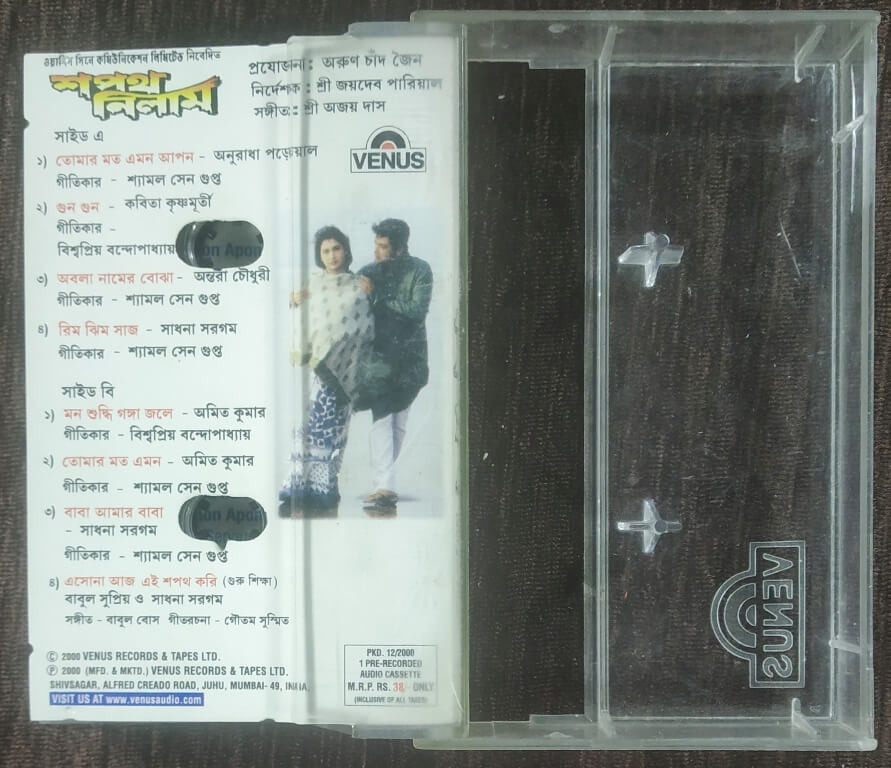 ওয়ালিন সিনে কমিউনিকেশন লিমিটেড নিবেদিত
শপথ
নিলাম
প্রযোজনা : অরুণ চাঁদ জৈন
নির্দেশক : শ্রী জয়দেব পারিয়াল
সঙ্গীত : শ্রী অজয় দাস
VENUS
সাইড এ
১) তোমার মত এমন আপন - অনুরাধা পড়োয়াল
গীতিকার - শ্যামল সেন গুপ্ত
২) গুন গুন - কবিতা কৃষ্ণমূর্তী
গীতিকার -
বিশ্বপ্রিয় বন্দোপাধ্যায়
৩) অবলা নামের বোঝা - অন্তরা চৌধুরী
গীতিকার - শ্যামল সেন গুপ্ত
৪) রিম ঝিম সাজ - সাধনা সরগম
গীতিকার - শ্যামল সেন গুপ্ত
সাইড বি
১) মন শুদ্ধি গঙ্গা জলে - অমিত কুমার
গীতিকার - বিশ্বপ্রিয় বন্দোপাধ্যায়
২) তোমার মত এমন - অমিত কুমার
গীতিকার - শ্যামল সেন গুপ্ত
৩) বাবা আমার বাবা
- সাধনা সরগম
গীতিকার - শ্যামল সেন গুপ্ত
৪) এসোনা আজ এই শপথ করি (গুরু শিক্ষা)
বাবুল সুপ্রিয় ও সাধনা সরগম
সঙ্গীত - বাবুল বোস গীতরচনা - গৌতম সুস্মিত
© 2000 VENUS RECORDS & TAPES LTD.
℗ 2000 (MFD. & MKTD.) VENUS RECORDS & TAPES LTD.
SHIVSAGAR, ALFRED CREADO ROAD, JUHU, MUMBAI- 49, INDIA.
VISIT US AT www.venusaudio.com
PKD. 12/2000
1 PRE-RECORDED
AUDIO CASSETTE
M.R.P. RS. 38/- ONLY
(INCLUSIVE OF ALL TAXES)
VENUS